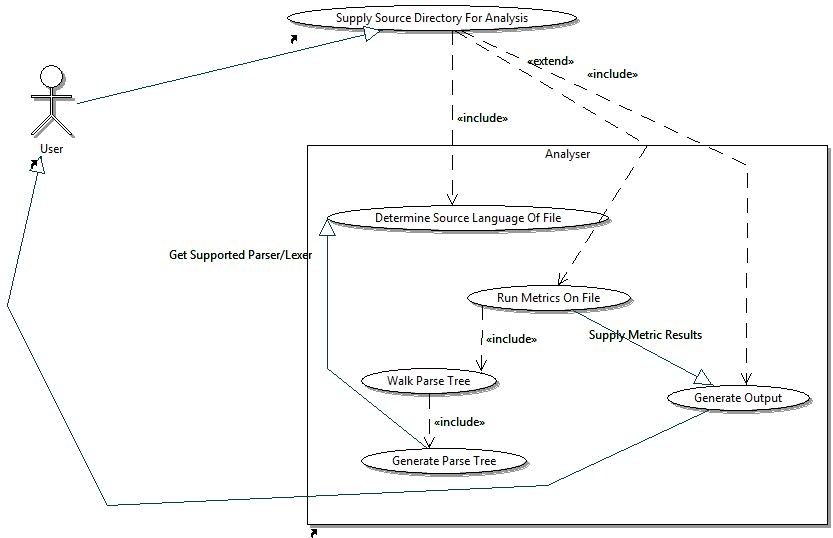 Supply Source Directory For Analysis
«extend»
«include»
«include»
User
Analyser
Determine Source Language Of File
Get Supported Parser/Lexer
Run Metrics On File
«include»
Supply Metric Results
Walk Parse Tree
Generate Output
«include»
Generate Parse Tree